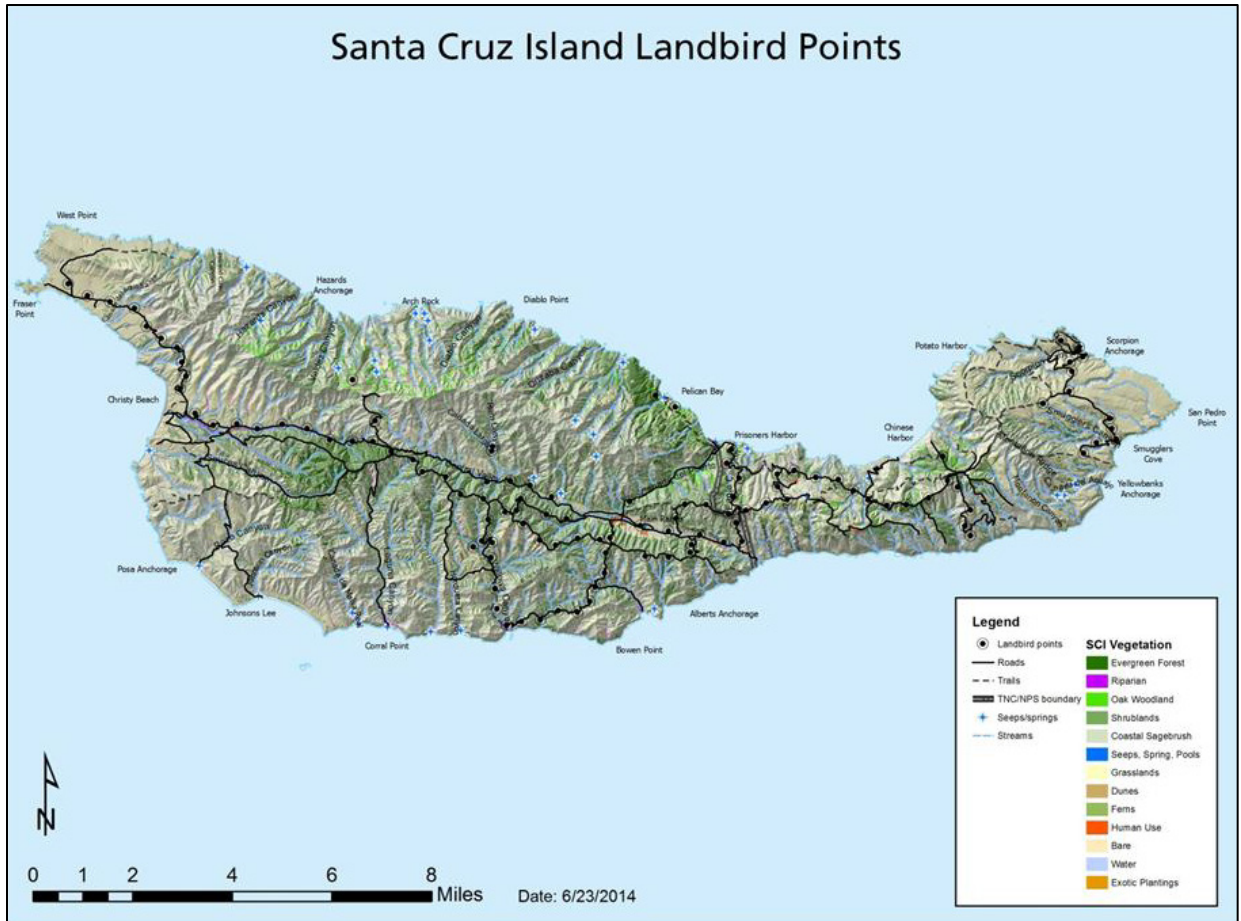 Santa Cruz Island Landbird Points
West Point
Fraser
Point
Hazards
Anchorage
Arch Rock
Diablo Point
Potato Harbor
Scorpion
Anchorage
Pelican Bay
Christy Beach
San Pedro
Point
Chinese
Harbor
Prisoners Harbor
Smugglers
Cove
Yellowbanks
Anchorage
Posa Anchorage
Johnsons Lee
Alberts Anchorage
Corral Point
Bowen Point
Legend
Landbird points
Roads
Trails
TNC/NPS boundary
Seeps/springs
Streams
SCI Vegetation
Evergreen Forest
Riparian
Oak Woodland
Shrublands
Coastal Sagebrush
Seeps, Spring, Pools
Grasslands
Dunes
Ferns
Human Use
Bare
Water
Exotic Plantings
N
0 1 2 4 6 8
Miles
Date: 6/23/2014